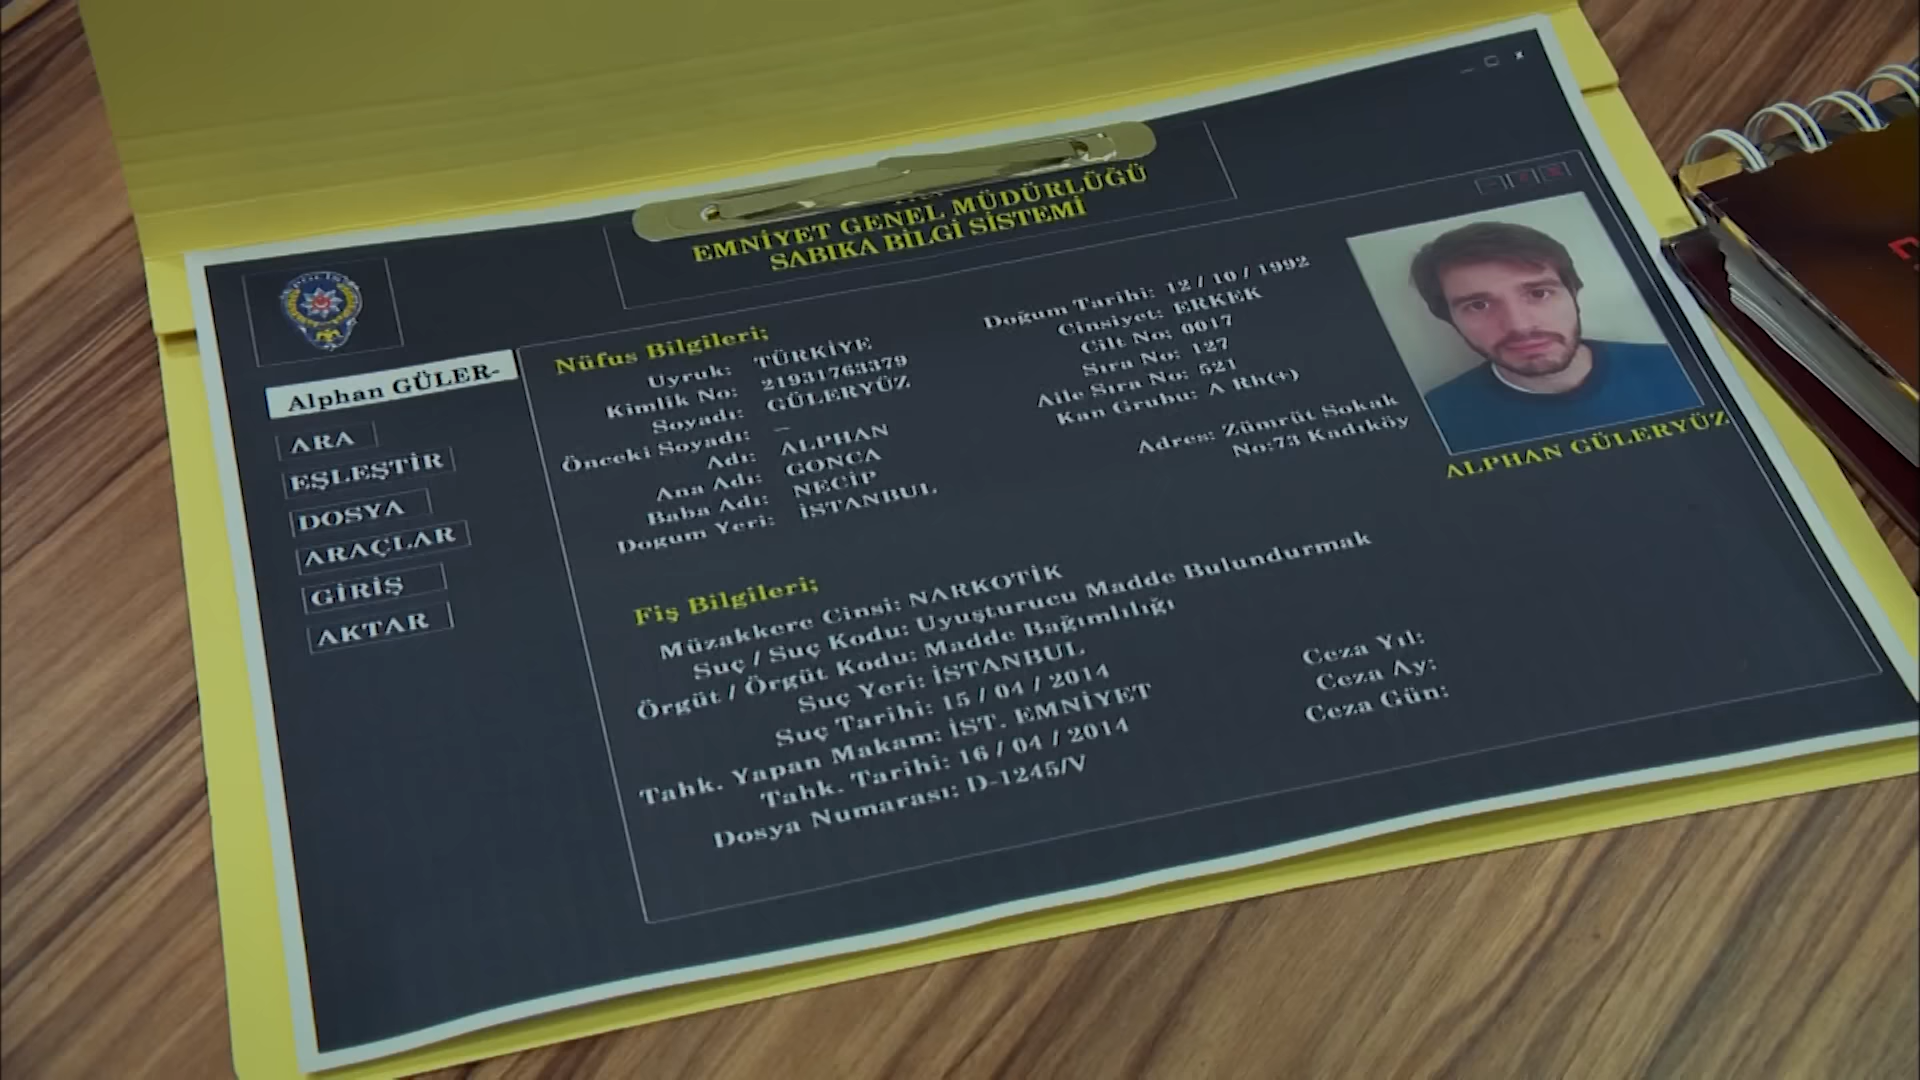 EMNİYET GENEL MÜDÜRLÜĞÜ
SABIKA BİLGİ SİSTEMİ
Alphan GÜLER-
ARA
EŞLEŞTİR
DOSYA
ARAÇLAR
GİRİŞ
AKTAR
Nüfus Bilgileri;
Uyruk: TÜRKİYE
Kimlik No: 21931763379
Soyadı: GÜLERYÜZ
Önceki Soyadı: –
Adı: ALPHAN
Ana Adı: GONCA
Baba Adı: NECİP
Dogum Yeri: İSTANBUL
Doğum Tarihi: 12 / 10 / 1992
Cinsiyet: ERKEK
Cilt No: 0017
Sıra No: 127
Aile Sıra No: 521
Kan Grubu: A Rh(+)
Adres: Zümrüt Sokak
No:73 Kadıköy
ALPHAN GÜLERYÜZ
Fiş Bilgileri;
Müzakkere Cinsi: NARKOTİK
Suç / Suç Kodu: Uyuşturucu Madde Bulundurmak
Örgüt / Örgüt Kodu: Madde Bağımlılığı
Suç Yeri: İSTANBUL
Suç Tarihi: 15 / 04 / 2014
Tahk. Yapan Makam: İST. EMNİYET
Tahk. Tarihi: 16 / 04 / 2014
Dosya Numarası: D-1245/V
Ceza Yıl:
Ceza Ay:
Ceza Gün: